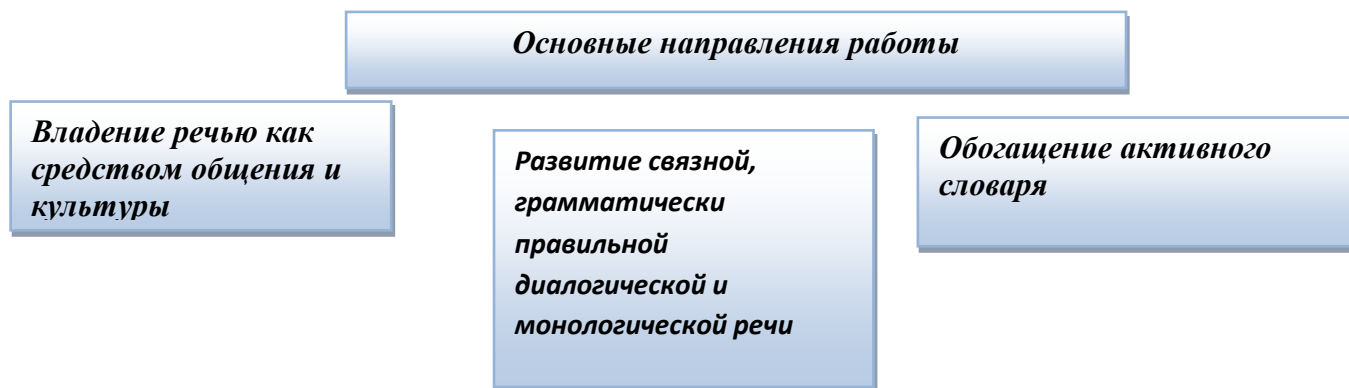 Основные направления работы
Владение речью как
средством общения и
культуры
Развитие связной,
грамматически
правильной
диалогической и
монологической речи
Обогащение активного
словаря